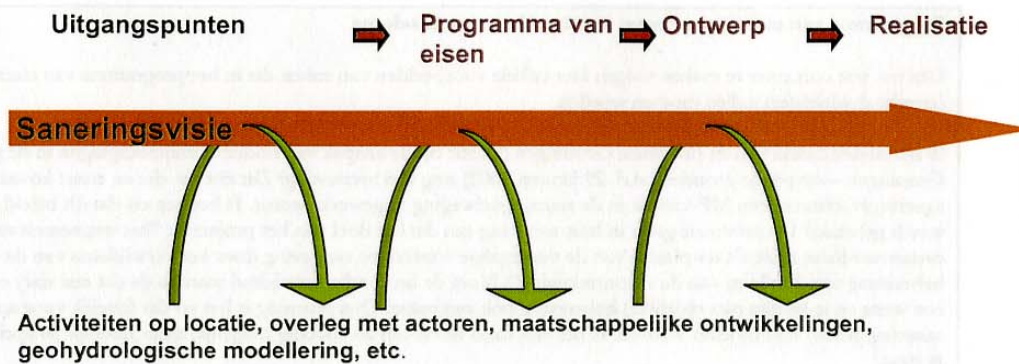 Uitgangspunten
Programma van
eisen
Ontwerp
Realisatie
Saneringsvisie
Activiteiten op locatie, overleg met actoren, maatschappelijke ontwikkelingen,
geohydrologische modellering, etc.